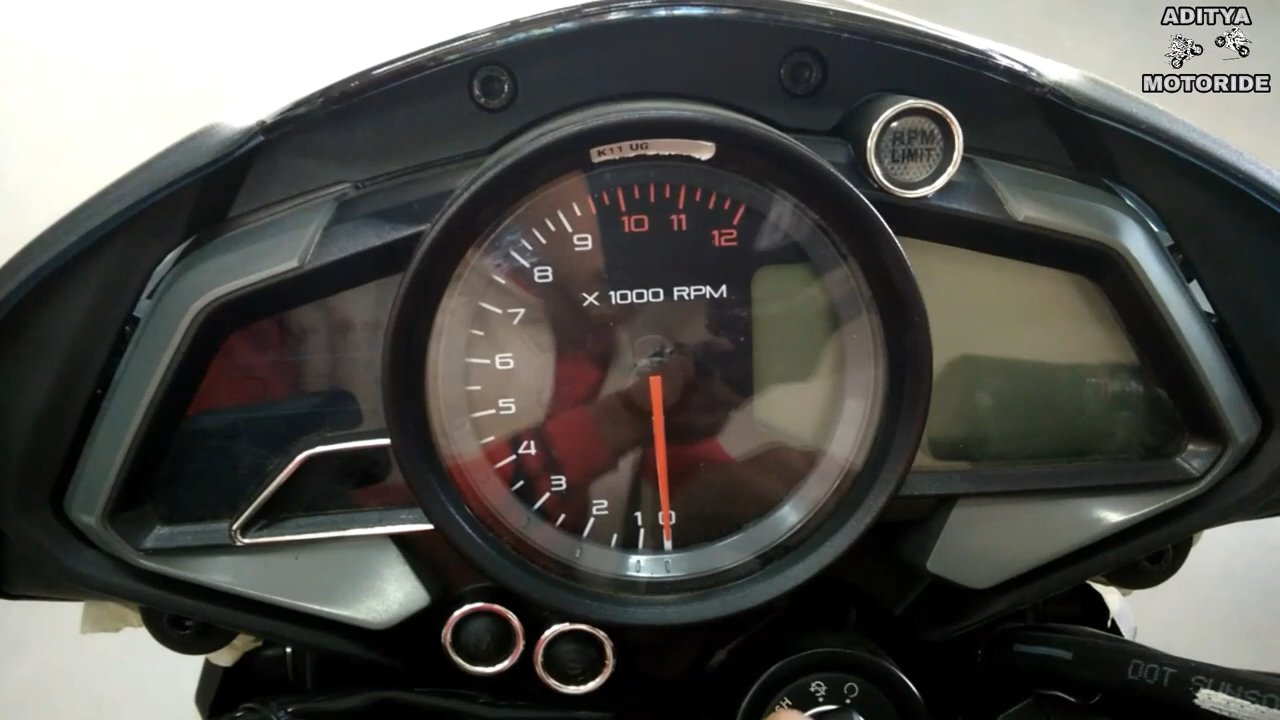 ADITYA
MOTORIDE
K11 UG
RPM
LIMIT
10 11 12
9
8
X 1000 RPM
7
6
5
4
3
2
1 0
DOT